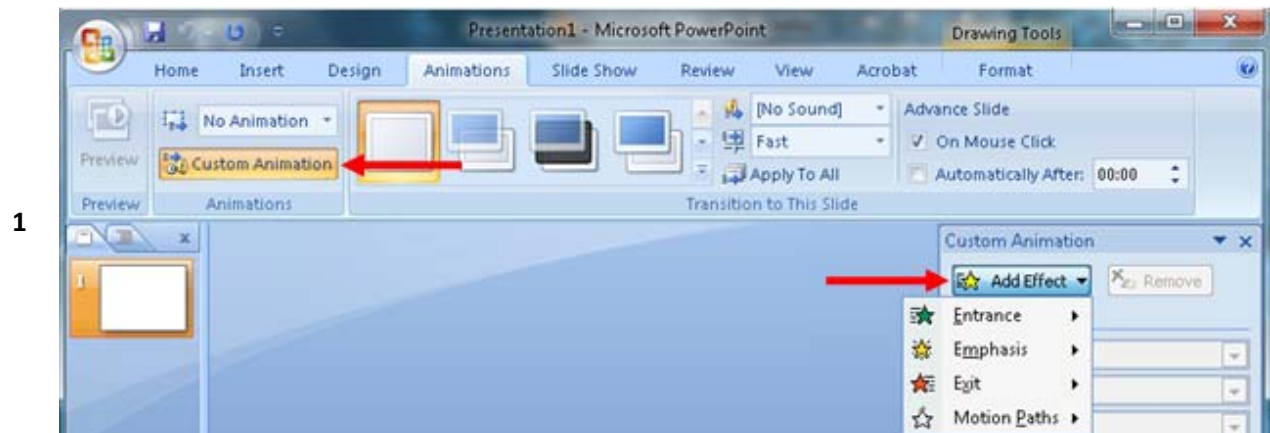 Presentation1 - Microsoft PowerPoint
Drawing Tools
Home Insert Design Animations Slide Show Review View Acrobat Format
No Animation
[No Sound]
Advance Slide
Preview
Custom Animation
Fast
On Mouse Click
Apply To All
Automatically After: 00:00
Preview Animations Transition to This Slide
1
Custom Animation
1
Add Effect Remove
Entrance
Emphasis
Exit
Motion Paths